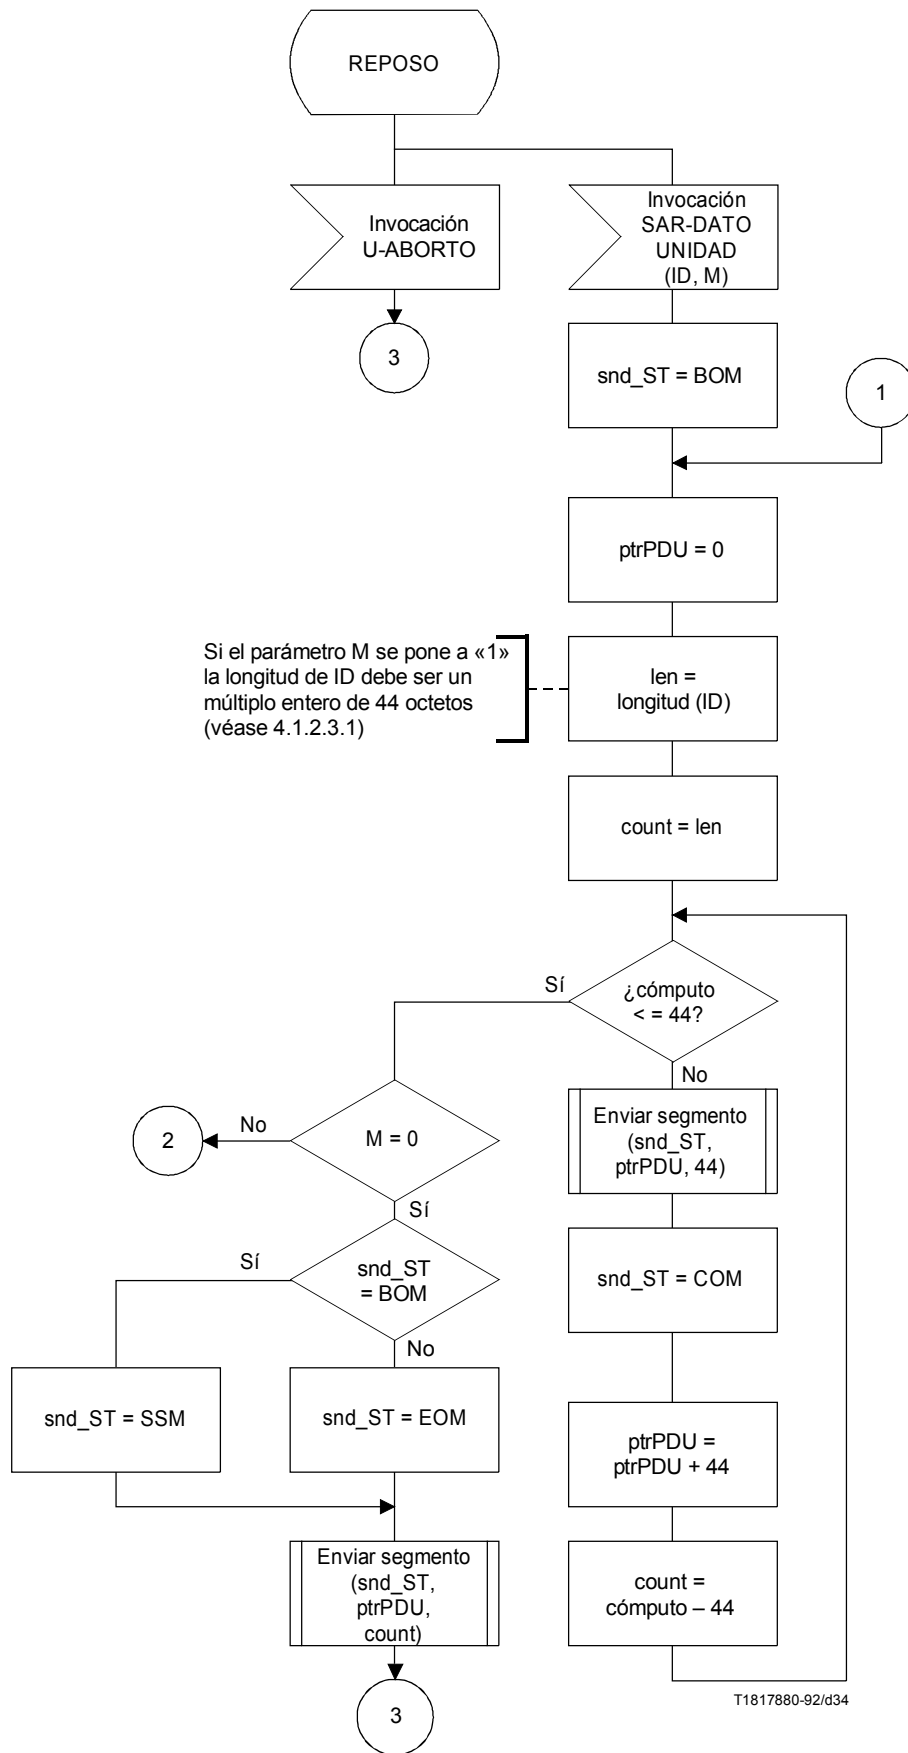 REPOSO
Invocación
U-ABORTO
Invocación
SAR-DATO
UNIDAD
(ID, M)
3
snd_ST = BOM
1
ptrPDU = 0
Si el parámetro M se pone a «1»
la longitud de ID debe ser un
múltiplo entero de 44 octetos
(véase 4.1.2.3.1)
len =
longitud (ID)
count = len
Sí
¿cómputo
< = 44?
No
2
No
M = 0
Enviar segmento
(snd_ST,
ptrPDU, 44)
Sí
Sí
snd_ST
= BOM
snd_ST = COM
No
snd_ST = SSM
snd_ST = EOM
ptrPDU =
ptrPDU + 44
Enviar segmento
(snd_ST,
ptrPDU,
count)
count =
cómputo – 44
3
T1817880-92/d34